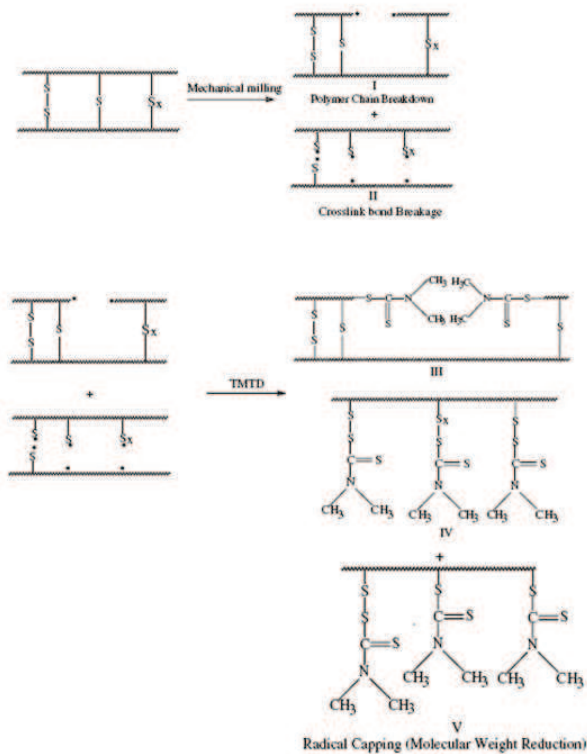 S
S
S
Sx
Mechanical milling
S
S
S
Sx
I
Polymer Chain Breakdown
+
S
S
S
Sx
II
Crosslink bond Breakage
S
S
S
Sx
+
S
S
S
Sx
TMTD
S
S
S
S
C
S
N
CH3
CH3
H3C
H3C
N
C
S
S
S
III
S
S
C
S
N
CH3
CH3
Sx
S
C
S
N
CH3
CH3
S
S
C
S
N
CH3
CH3
IV
+
S
S
C
S
N
CH3
CH3
S
C
S
N
CH3
CH3
S
C
S
N
CH3
CH3
V
Radical Capping (Molecular Weight Reduction)